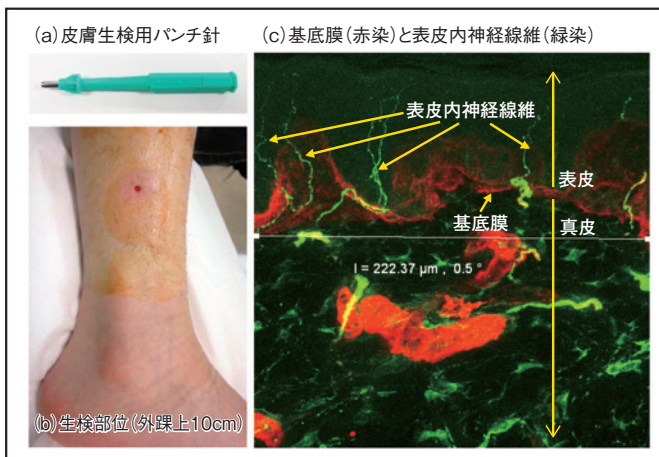 (a)皮膚生検用パンチ針
(c)基底膜(赤染)と表皮内神経線維(緑染)
表皮内神経線維
表皮
基底膜
真皮
l = 222.37 µm , 0.5 °
(b)生検部位(外踝上10cm)